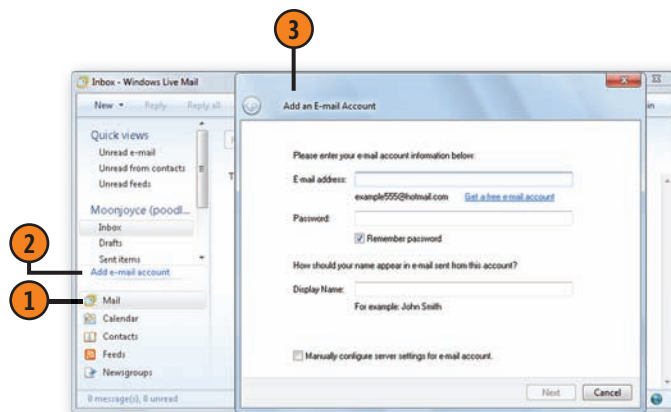 3
Inbox - Windows Live Mail
New Reply Reply all
Add an E-mail Account
in
Quick views
Unread e-mail
Unread from contacts
Unread feeds
Moonjoyce (poodl...
Inbox
Drafts
Sent items
2
Add e-mail account
1
Mail
Calendar
Contacts
Feeds
Newsgroups
0 message(s), 0 unread
Please enter your e-mail account information below:
E-mail address:
example555@hotmail.com Get a free e-mail account
Password:
Remember password
How should your name appear in e-mail sent from this account?
Display Name:
For example: John Smith
Manually configure server settings for e-mail account.
Next Cancel